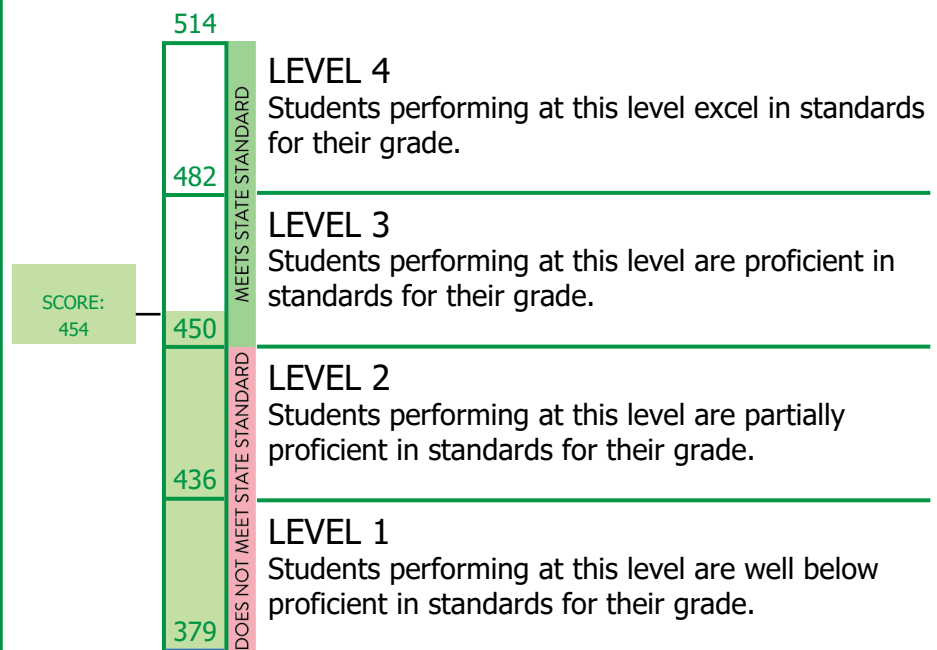 514
LEVEL 4
Students performing at this level excel in standards
for their grade.
482
MEETS STATE STANDARD
LEVEL 3
Students performing at this level are proficient in
standards for their grade.
SCORE:
454
450
LEVEL 2
Students performing at this level are partially
proficient in standards for their grade.
436
DOES NOT MEET STATE STANDARD
LEVEL 1
Students performing at this level are well below
proficient in standards for their grade.
379